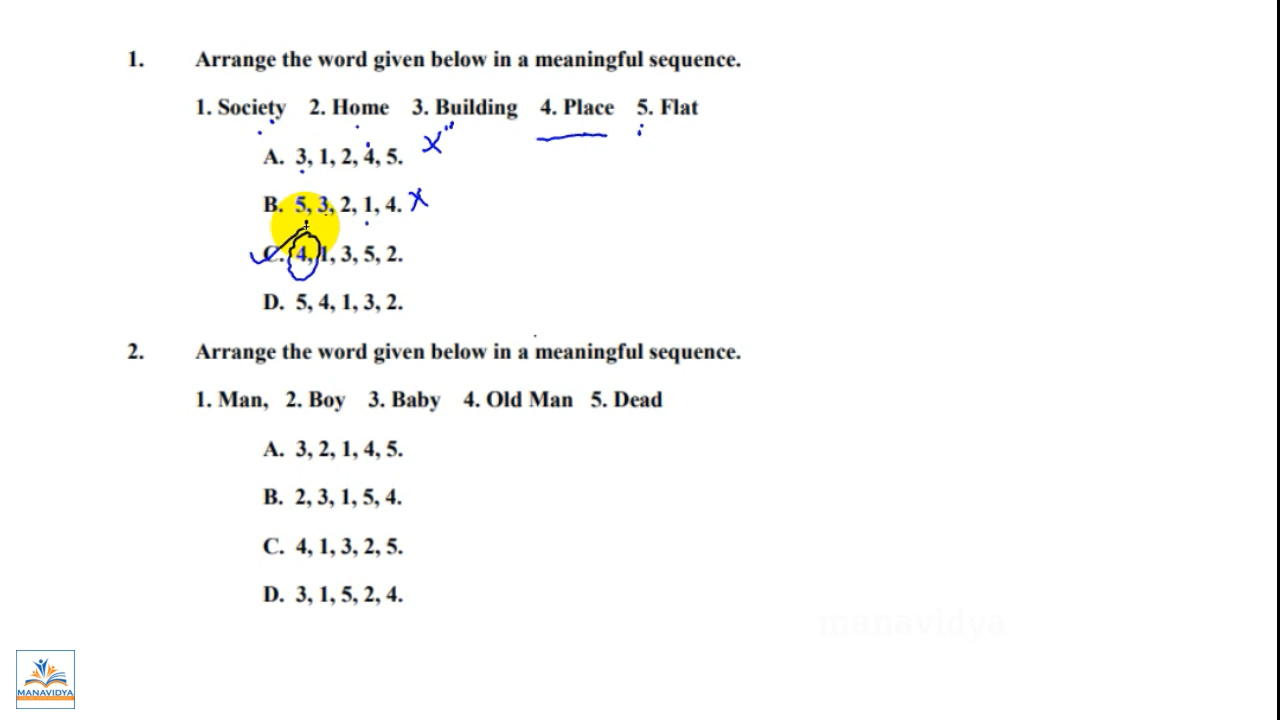 1. Arrange the word given below in a meaningful sequence.
1. Society 2. Home 3. Building 4. Place 5. Flat
A. 3, 1, 2, 4, 5.
B. 5, 3, 2, 1, 4.
C. 4, 1, 3, 5, 2.
D. 5, 4, 1, 3, 2.
2. Arrange the word given below in a meaningful sequence.
1. Man, 2. Boy 3. Baby 4. Old Man 5. Dead
A. 3, 2, 1, 4, 5.
B. 2, 3, 1, 5, 4.
C. 4, 1, 3, 2, 5.
D. 3, 1, 5, 2, 4.
manavidya
MANAVIDYA